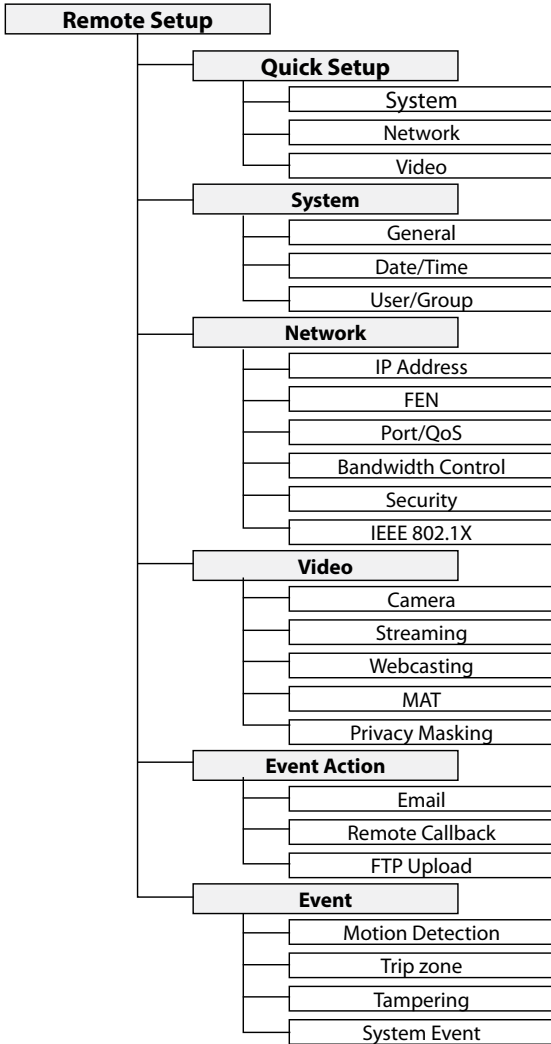 Remote Setup
Quick Setup
System
Network
Video
System
General
Date/Time
User/Group
Network
IP Address
FEN
Port/QoS
Bandwidth Control
Security
IEEE 802.1X
Video
Camera
Streaming
Webcasting
MAT
Privacy Masking
Event Action
Email
Remote Callback
FTP Upload
Event
Motion Detection
Trip zone
Tampering
System Event